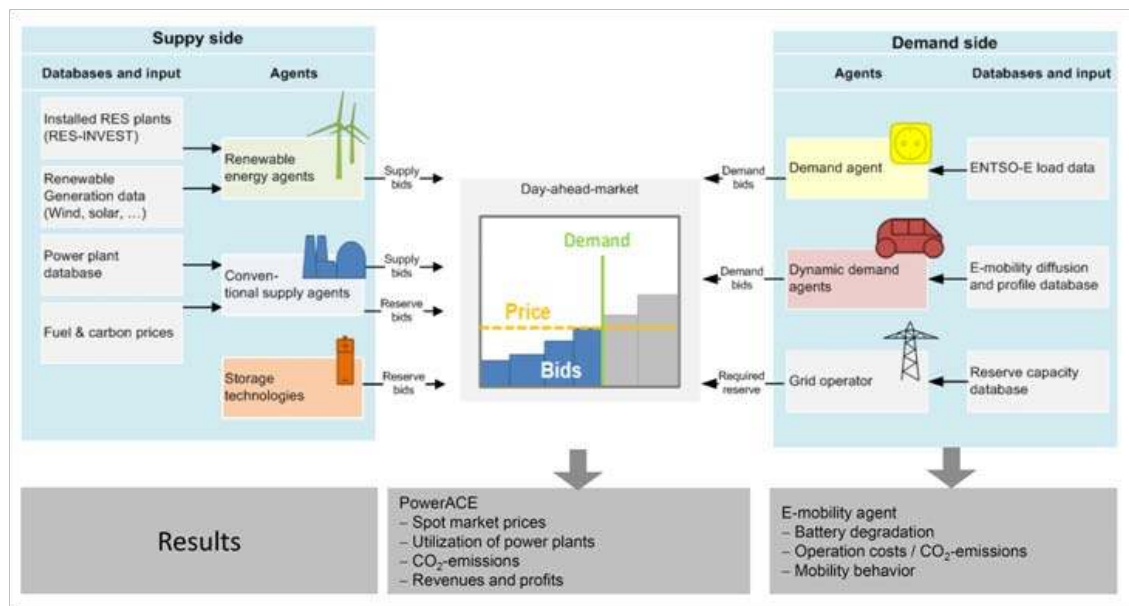 Suppy side
Databases and input
Agents
Installed RES plants
(RES-INVEST)
Renewable
Generation data
(Wind, solar, ...)
Power plant
database
Fuel & carbon prices
Renewable
energy agents
Conven-
tional supply agents
Storage
technologies
Supply
bids
Supply
bids
Reserve
bids
Reserve
bids
Day-ahead-market
Demand
Price
Bids
Demand
bids
Demand
bids
Required
reserve
Demand side
Agents
Databases and input
Demand agent
Dynamic demand
agents
Grid operator
ENTSO-E load data
E-mobility diffusion
and profile database
Reserve capacity
database
Results
PowerACE
– Spot market prices
– Utilization of power plants
– CO₂-emissions
– Revenues and profits
E-mobility agent
– Battery degradation
– Operation costs / CO₂-emissions
– Mobility behavior